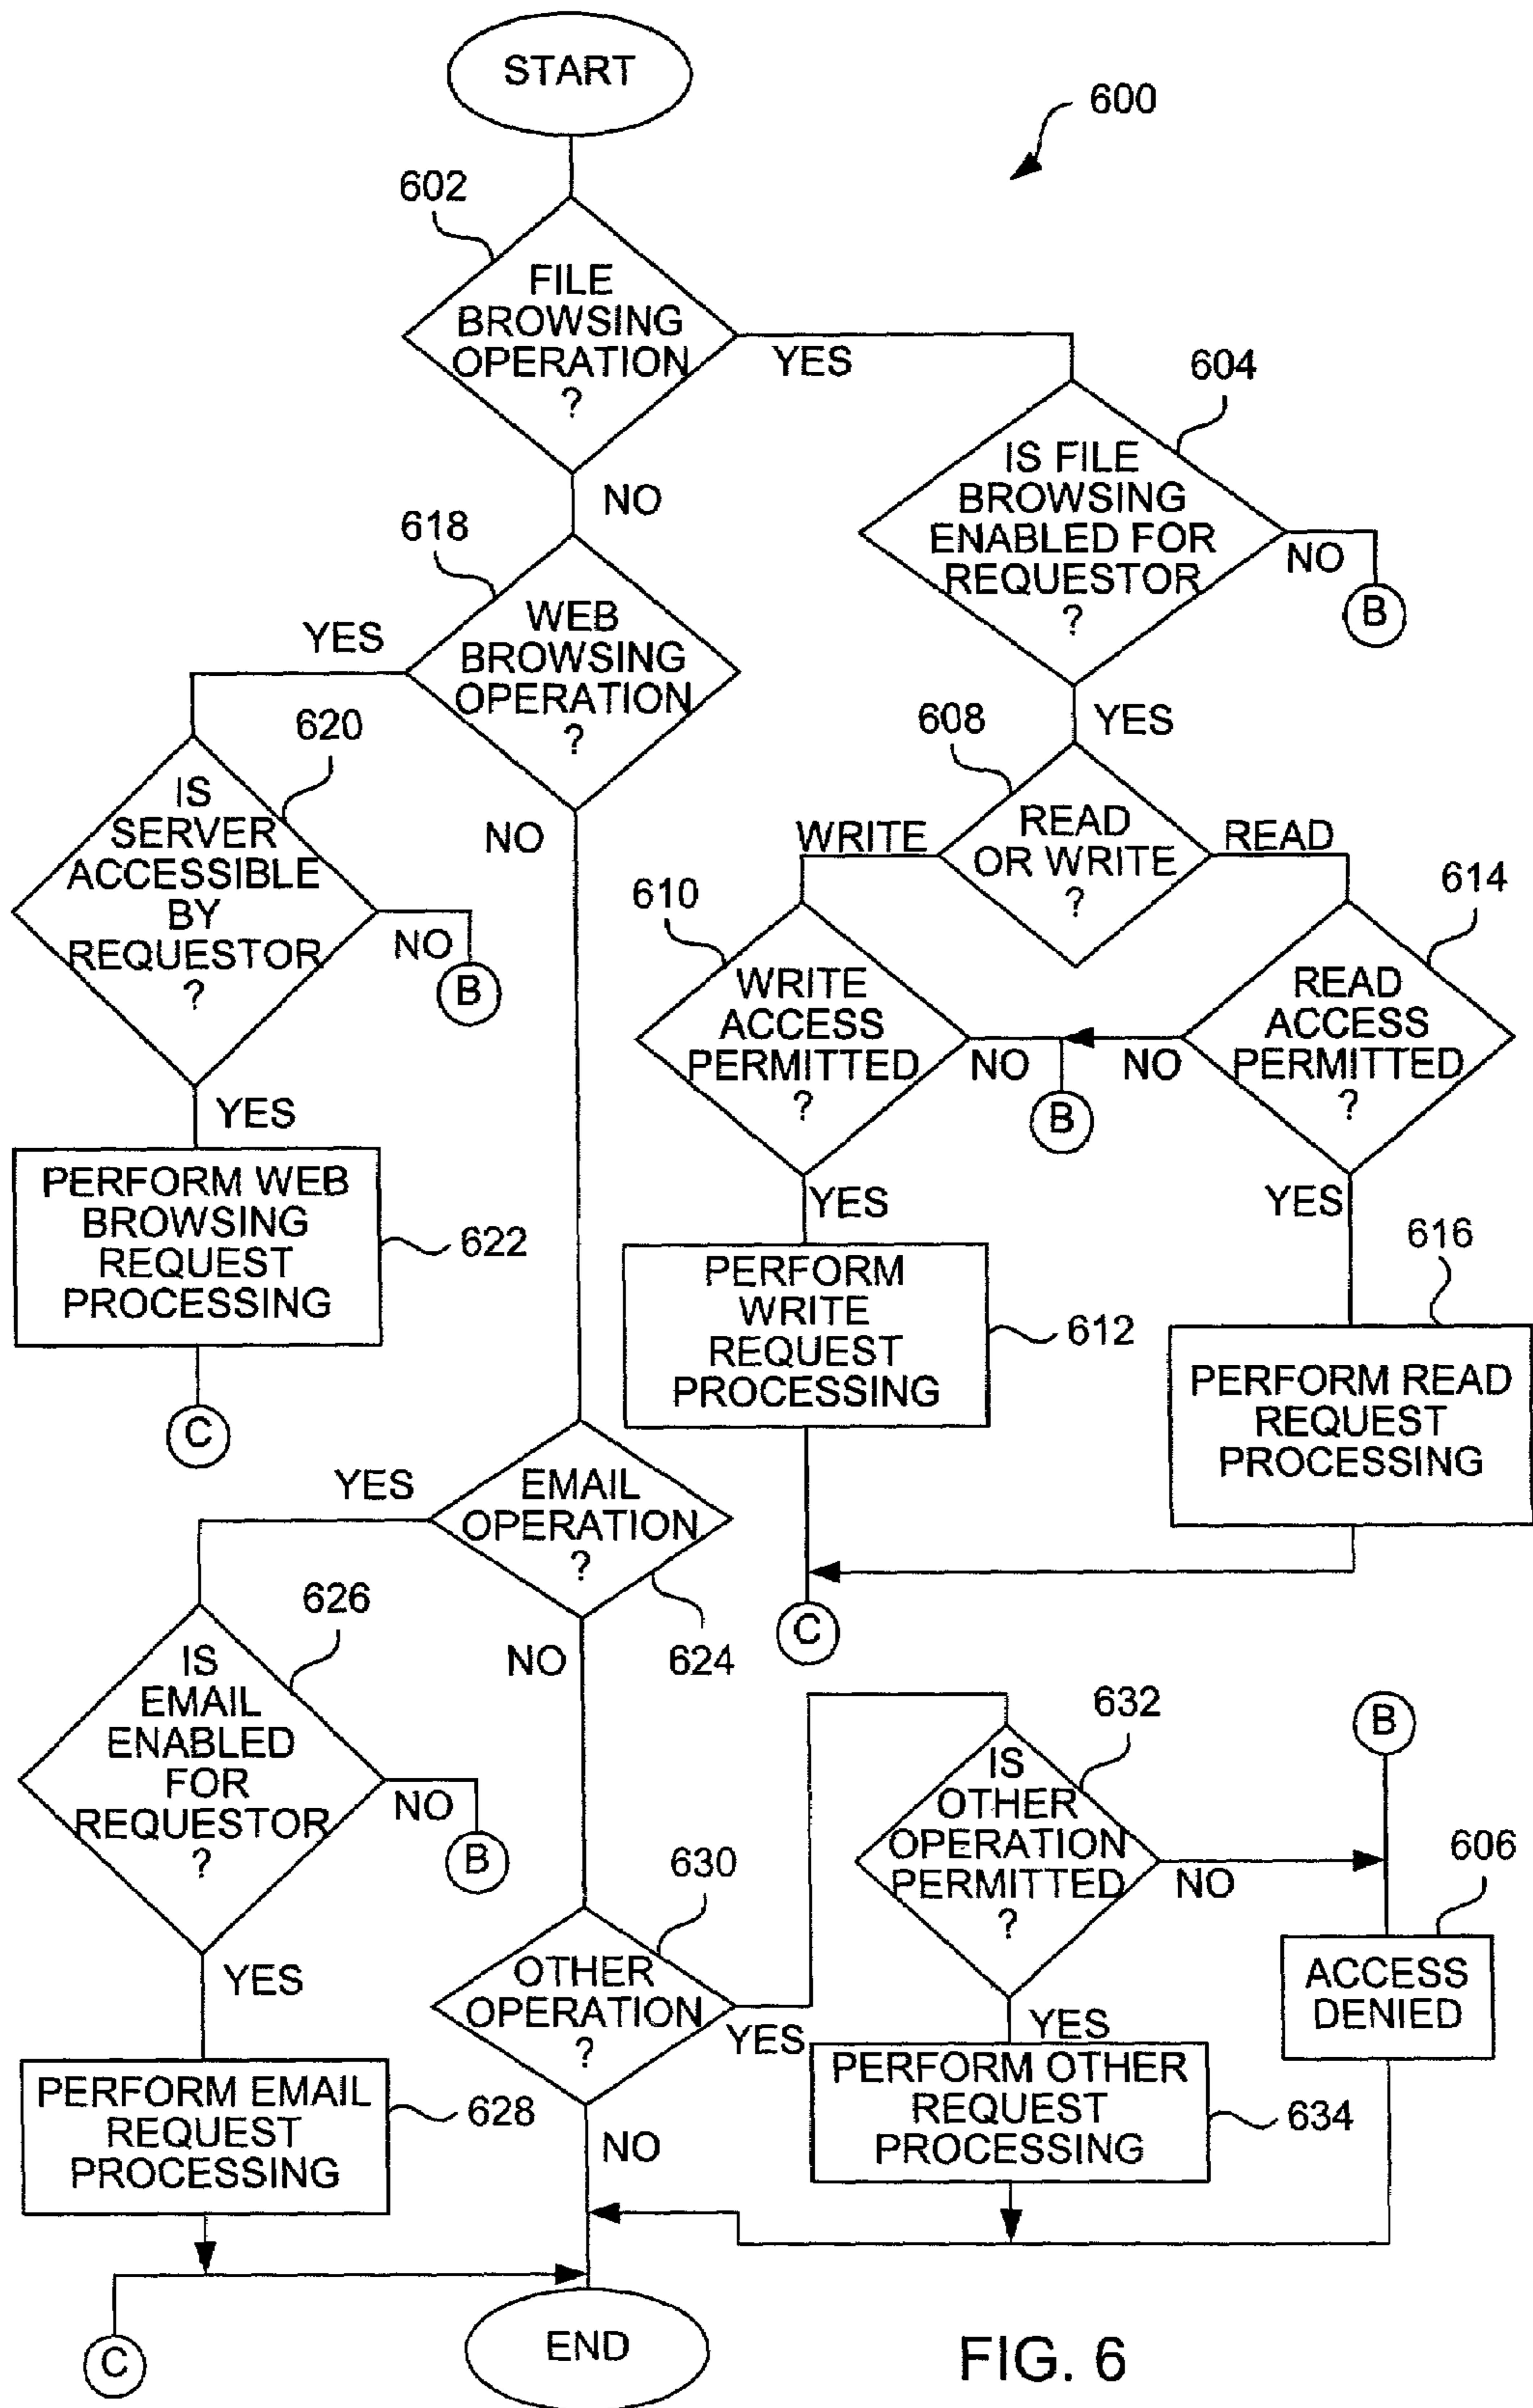 START
600
602
FILE
BROWSING
OPERATION
?
YES
NO
604
IS FILE
BROWSING
ENABLED FOR
REQUESTOR
?
NO
B
YES
618
WEB
BROWSING
OPERATION
?
YES
NO
608
READ
OR WRITE
?
WRITE
READ
620
IS
SERVER
ACCESSIBLE
BY
REQUESTOR
?
NO
B
YES
610
WRITE
ACCESS
PERMITTED
?
NO
B
YES
614
READ
ACCESS
PERMITTED
?
NO
YES
PERFORM WEB
BROWSING
REQUEST
PROCESSING
622
C
PERFORM
WRITE
REQUEST
PROCESSING
612
616
PERFORM READ
REQUEST
PROCESSING
C
EMAIL
OPERATION
?
YES
624
NO
626
IS
EMAIL
ENABLED
FOR
REQUESTOR
?
NO
B
YES
632
IS
OTHER
OPERATION
PERMITTED
?
NO
YES
B
606
ACCESS
DENIED
630
OTHER
OPERATION
?
YES
NO
PERFORM EMAIL
REQUEST
PROCESSING
628
PERFORM OTHER
REQUEST
PROCESSING
634
C
END
FIG. 6